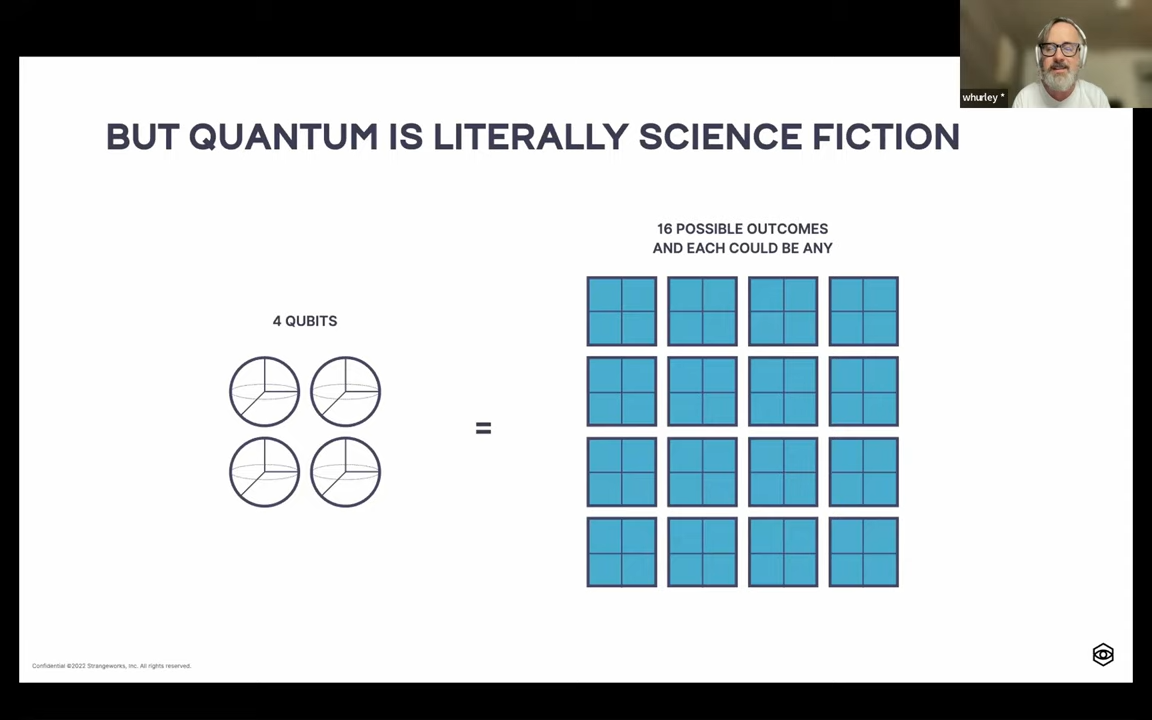 whurley *
BUT QUANTUM IS LITERALLY SCIENCE FICTION
16 POSSIBLE OUTCOMES
AND EACH COULD BE ANY
4 QUBITS
=
Confidential ©2022 Strangeworks, Inc. All rights reserved.